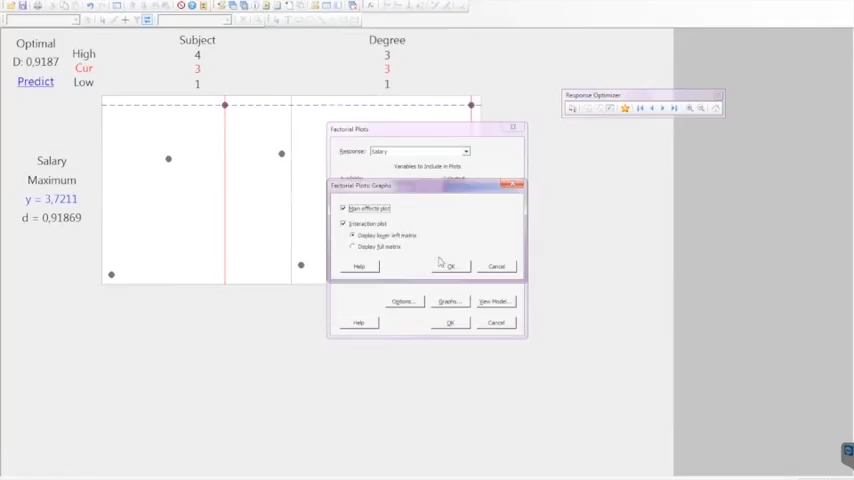 Optimal
D: 0,9187
Predict
High
Cur
Low
Subject
4
3
1
Degree
3
3
1
Salary
Maximum
y = 3,7211
d = 0,91869
Response Optimizer
Factorial Plots
Response: Salary
Variables to Include in Plots
Factorial Plots: Graphs
Main effects plot
Interaction plot
Display lower left matrix
Display full matrix
Help OK Cancel
Options... Graphs... View Model...
Help OK Cancel